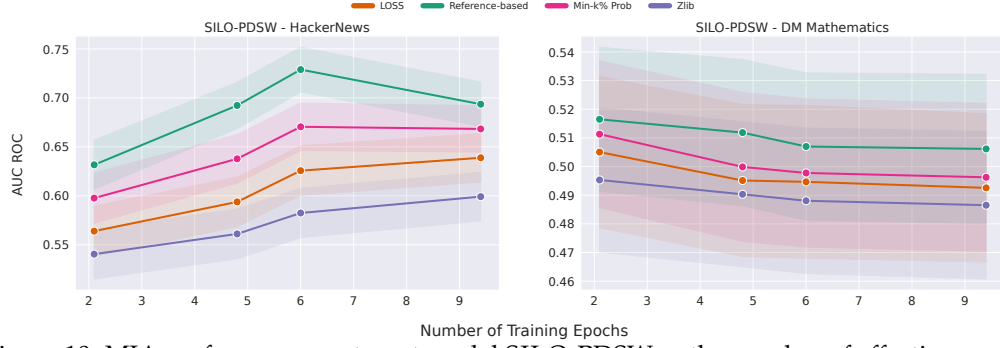 LOSS Reference-based Min-k% Prob Zlib
SILO-PDSW - HackerNews
SILO-PDSW - DM Mathematics
AUC ROC
0.75
0.70
0.65
0.60
0.55
2 3 4 5 6 7 8 9
0.54
0.53
0.52
0.51
0.50
0.49
0.48
0.47
0.46
2 3 4 5 6 7 8 9
Number of Training Epochs